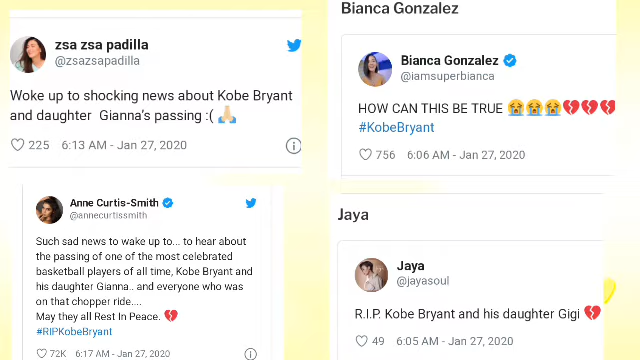 zsa zsa padilla
@zsazsapadilla
Woke up to shocking news about Kobe Bryant
and daughter Gianna's passing :( 🙏🏻
225 6:13 AM - Jan 27, 2020
Anne Curtis-Smith
@annecurtissmith
Such sad news to wake up to... to hear about
the passing of one of the most celebrated
basketball players of all time, Kobe Bryant and
his daughter Gianna.. and everyone who was
on that chopper ride....
May they all Rest In Peace. 💔
#RIPKobeBryant
72K 6:17 AM - Jan 27, 2020
Bianca Gonzalez
Bianca Gonzalez
@iamsuperbianca
HOW CAN THIS BE TRUE 😭😭😭💔💔💔
#KobeBryant
756 6:06 AM - Jan 27, 2020
Jaya
Jaya
@jayasoul
R.I.P. Kobe Bryant and his daughter Gigi 💔
49 6:05 AM - Jan 27, 2020